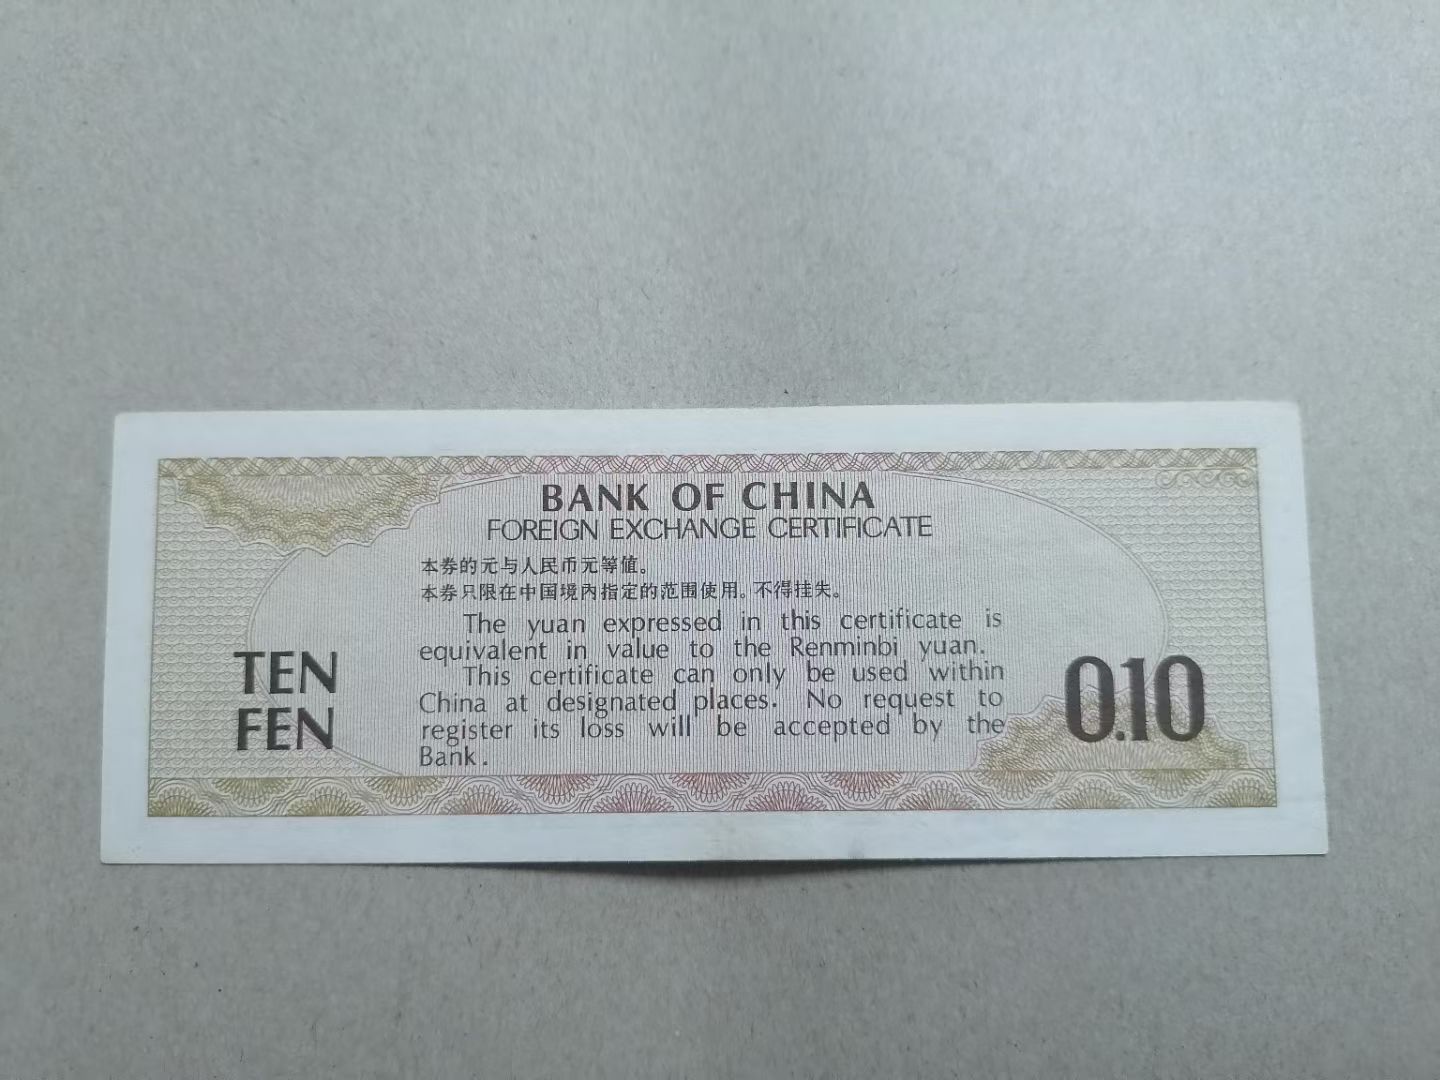 BANK OF CHINA
FOREIGN EXCHANGE CERTIFICATE
本券的元与人民币元等值。
本券只限在中国境内指定的范围使用。不得挂失。
The yuan expressed in this certificate is
equivalent in value to the Renminbi yuan.
This certificate can only be used within
China at designated places. No request to
register its loss will be accepted by the
Bank.
TEN
FEN
0.10